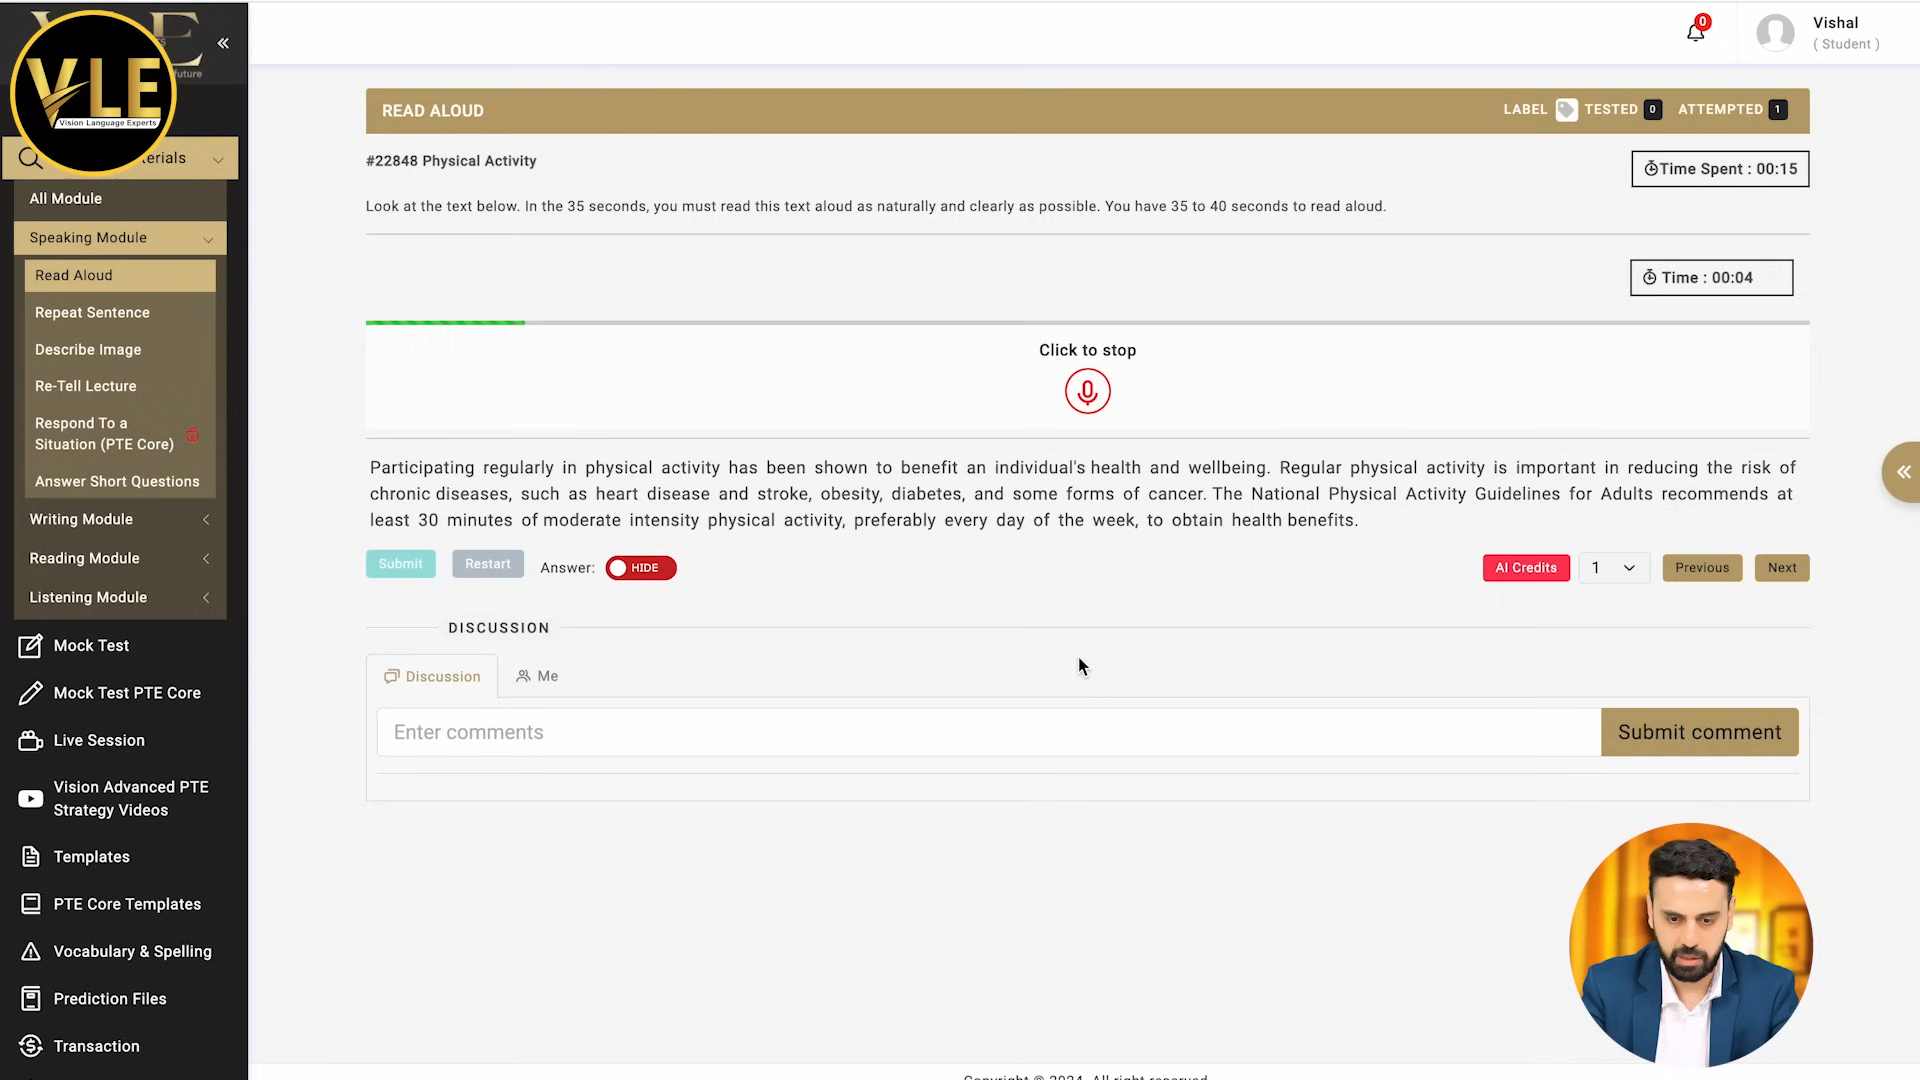 VLE
Vision Language Experts
future
«
0
Vishal
( Student )
erials
All Module
Speaking Module
Read Aloud
Repeat Sentence
Describe Image
Re-Tell Lecture
Respond To a
Situation (PTE Core)
Answer Short Questions
Writing Module
Reading Module
Listening Module
Mock Test
Mock Test PTE Core
Live Session
Vision Advanced PTE
Strategy Videos
Templates
PTE Core Templates
Vocabulary & Spelling
Prediction Files
Transaction
READ ALOUD
LABEL TESTED 0 ATTEMPTED 1
#22848 Physical Activity
Time Spent : 00:15
Look at the text below. In the 35 seconds, you must read this text aloud as naturally and clearly as possible. You have 35 to 40 seconds to read aloud.
Time : 00:04
Click to stop
Participating regularly in physical activity has been shown to benefit an individual's health and wellbeing. Regular physical activity is important in reducing the risk of
chronic diseases, such as heart disease and stroke, obesity, diabetes, and some forms of cancer. The National Physical Activity Guidelines for Adults recommends at
least 30 minutes of moderate intensity physical activity, preferably every day of the week, to obtain health benefits.
Submit Restart Answer: HIDE AI Credits 1 Previous Next
DISCUSSION
Discussion Me
Enter comments Submit comment
Copyright © 2024. All right reserved